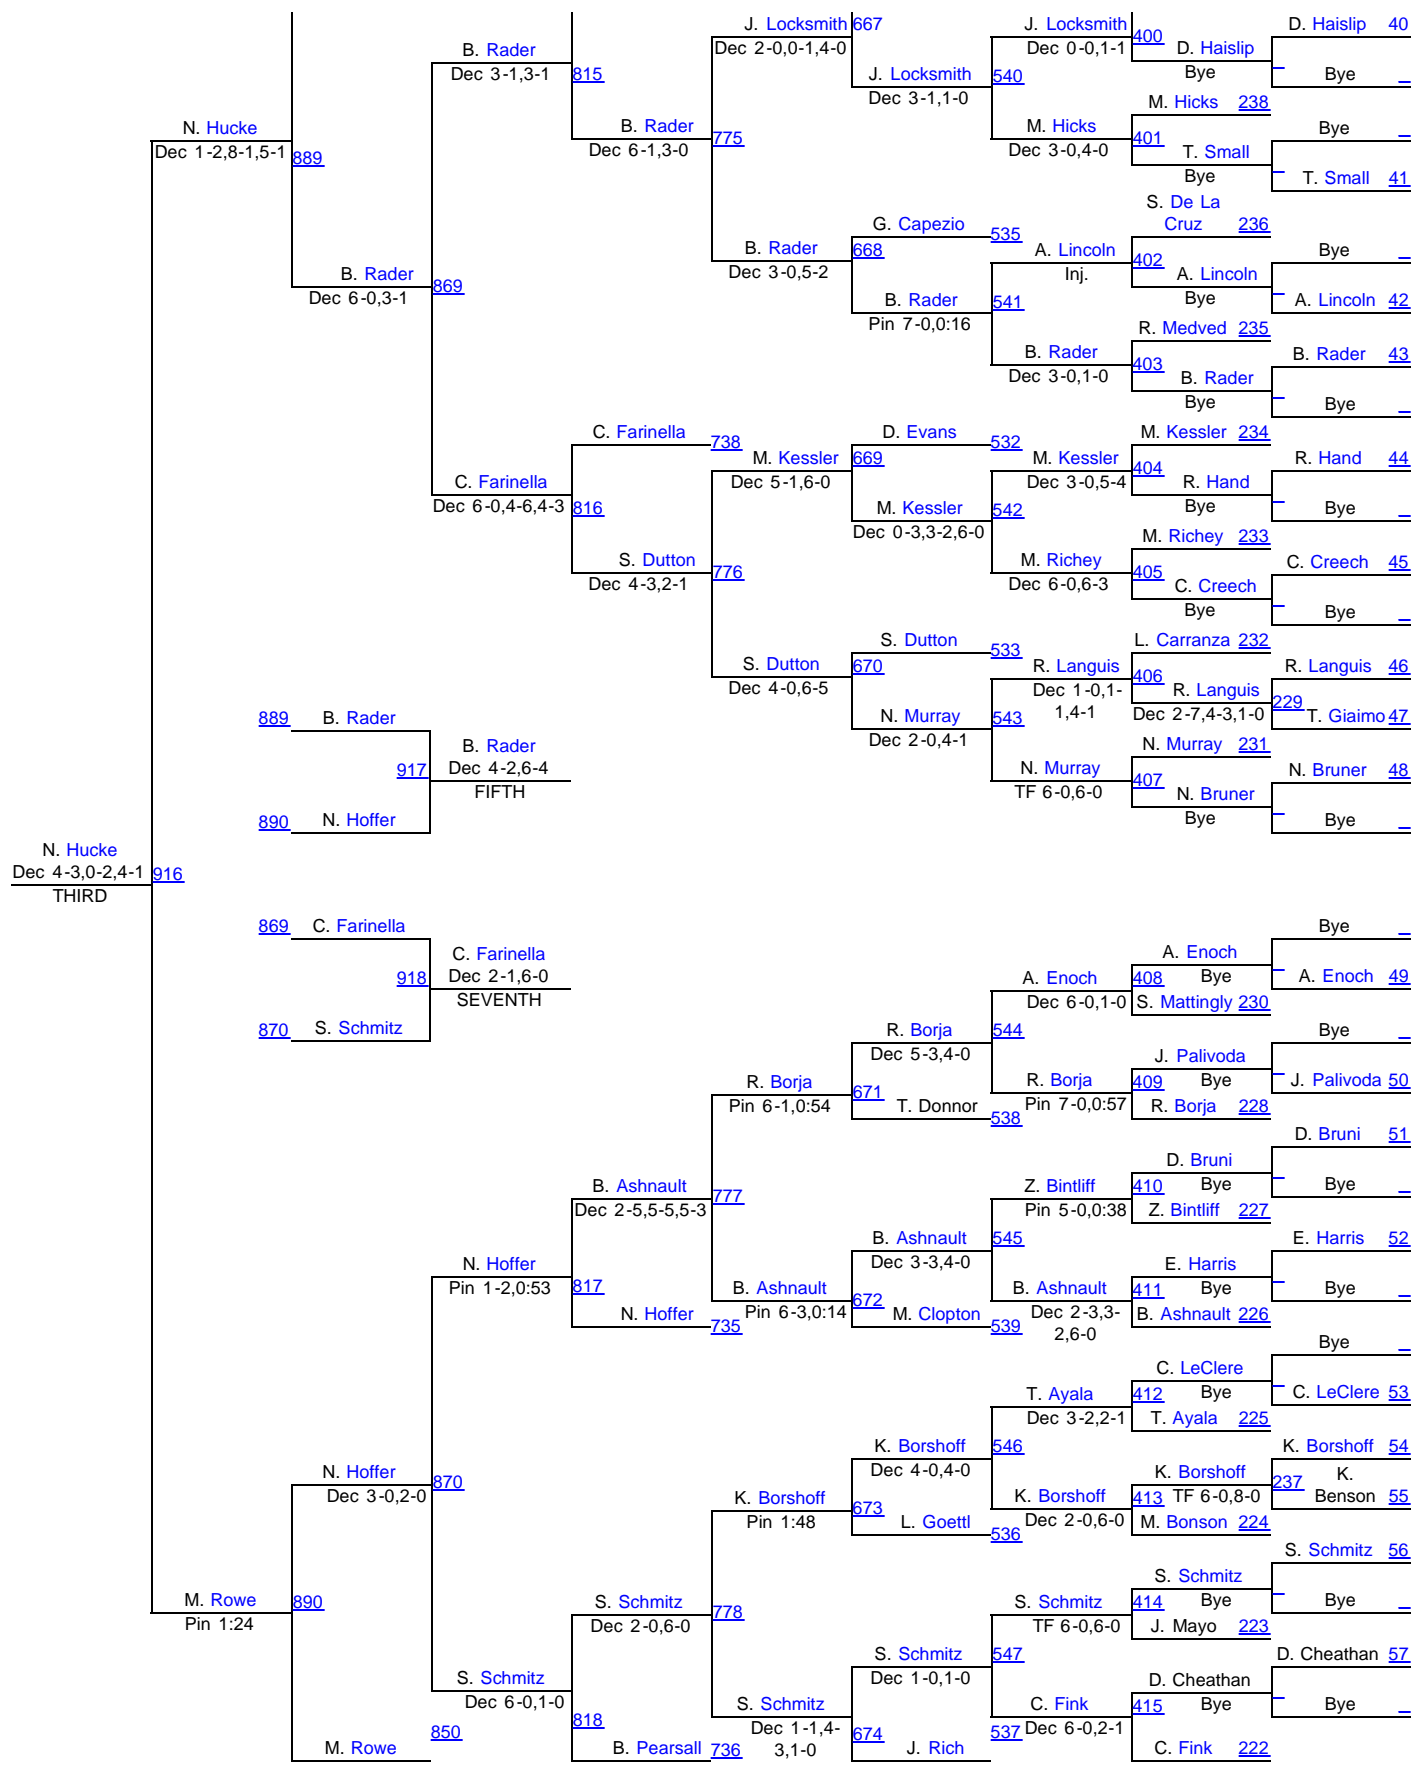 J. Locksmith 667
Dec 2-0,0-1,4-0
J. Locksmith
Dec 0-0,1-1
400
D. Haislip 40
D. Haislip
Bye
_
Bye _
B. Rader
Dec 3-1,3-1
815
J. Locksmith
Dec 3-1,1-0
540
M. Hicks 238
N. Hucke
Dec 1-2,8-1,5-1
889
B. Rader
Dec 6-1,3-0
775
M. Hicks
Dec 3-0,4-0
401
Bye _
T. Small
Bye
_
T. Small 41
S. De La
Cruz 236
G. Capezio 535
B. Rader
Dec 3-0,5-2
668
A. Lincoln
Inj.
402
Bye _
A. Lincoln
Bye
_
A. Lincoln 42
B. Rader
Dec 6-0,3-1
869
B. Rader
Pin 7-0,0:16
541
R. Medved 235
B. Rader
Dec 3-0,1-0
403
B. Rader 43
B. Rader
Bye
_
Bye _
C. Farinella 738
D. Evans 532
M. Kessler 234
M. Kessler
Dec 5-1,6-0
669
M. Kessler
Dec 3-0,5-4
404
R. Hand 44
R. Hand
Bye
_
Bye _
C. Farinella
Dec 6-0,4-6,4-3
816
M. Kessler
Dec 0-3,3-2,6-0
542
M. Richey 233
S. Dutton
Dec 4-3,2-1
776
M. Richey
Dec 6-0,6-3
405
C. Creech 45
C. Creech
Bye
_
Bye _
S. Dutton 533
L. Carranza 232
S. Dutton
Dec 4-0,6-5
670
R. Languis
Dec 1-0,1-
1,4-1
406
R. Languis 46
R. Languis
Dec 2-7,4-3,1-0
229
T. Giaimo 47
889 B. Rader
N. Murray
Dec 2-0,4-1
543
N. Murray 231
917
B. Rader
Dec 4-2,6-4
FIFTH
N. Murray
TF 6-0,6-0
407
N. Bruner 48
N. Bruner
Bye
_
Bye _
890 N. Hoffer
N. Hucke
Dec 4-3,0-2,4-1
THIRD
916
869 C. Farinella
Bye _
918
C. Farinella
Dec 2-1,6-0
SEVENTH
A. Enoch
Dec 6-0,1-0
408
A. Enoch
Bye
_
A. Enoch 49
S. Mattingly 230
870 S. Schmitz
R. Borja
Dec 5-3,4-0
544
Bye _
J. Palivoda
Bye
_
J. Palivoda 50
R. Borja
Pin 6-1,0:54
671
T. Donnor 538
R. Borja
Pin 7-0,0:57
409
R. Borja 228
D. Bruni 51
B. Ashnault
Dec 2-5,5-5,5-3
777
Z. Bintliff
Pin 5-0,0:38
410
D. Bruni
Bye
_
Bye _
Z. Bintliff 227
N. Hoffer
Pin 1-2,0:53
817
B. Ashnault
Dec 3-3,4-0
545
E. Harris 52
E. Harris
Bye
_
Bye _
B. Ashnault
Pin 6-3,0:14
672
N. Hoffer 735
M. Clopton 539
B. Ashnault
Dec 2-3,3-
2,6-0
411
B. Ashnault 226
Bye _
T. Ayala
Dec 3-2,2-1
412
C. LeClere
Bye
_
C. LeClere 53
T. Ayala 225
N. Hoffer
Dec 3-0,2-0
870
K. Borshoff
Dec 4-0,4-0
546
K. Borshoff 54
K. Borshoff
TF 6-0,8-0
237
K.
Benson 55
K. Borshoff
Pin 1:48
673
L. Goettl 536
K. Borshoff
Dec 2-0,6-0
413
M. Bonson 224
S. Schmitz 56
M. Rowe
Pin 1:24
890
S. Schmitz
Dec 2-0,6-0
778
S. Schmitz
TF 6-0,6-0
414
S. Schmitz
Bye
_
Bye _
J. Mayo 223
S. Schmitz
Dec 1-0,1-0
547
D. Cheathan 57
S. Schmitz
Dec 6-0,1-0
818
S. Schmitz
Dec 1-1,4-
3,1-0
674
C. Fink
Dec 6-0,2-1
415
D. Cheathan
Bye
_
Bye _
M. Rowe 850
B. Pearsall 736
J. Rich 537
C. Fink 222